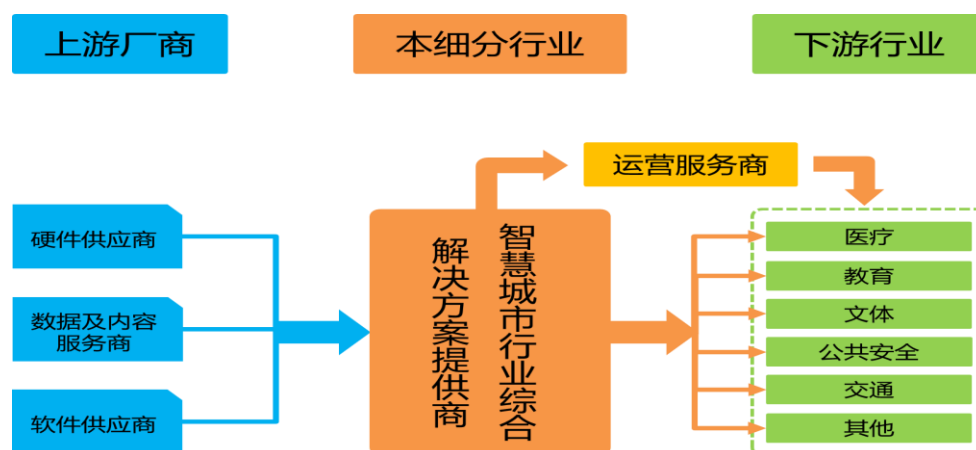 上游厂商
本细分行业
下游行业
运营服务商
硬件供应商
数据及内容
服务商
软件供应商
智慧城市行业综合
解决方案提供商
医疗
教育
文体
公共安全
交通
其他